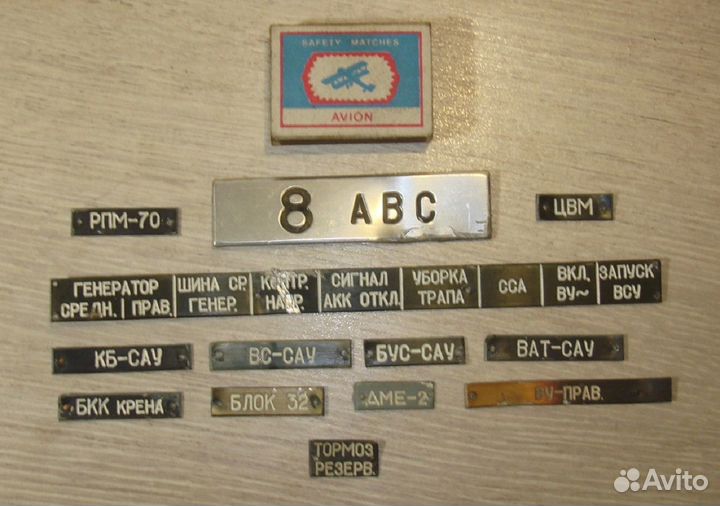 SAFETY MATCHES
AVION
РПМ-70
8 АВС
ЦВМ
ГЕНЕРАТОР
СРЕДН. ПРАВ.
ШИНА СР.
ГЕНЕР.
КОНТР.
НАПР.
СИГНАЛ
АКК ОТКЛ.
УБОРКА
ТРАПА
ССА
ВКЛ.
ВУ~
ЗАПУСК
ВСУ
КБ-САУ
ВС-САУ
БУС-САУ
ВАТ-САУ
БКК КРЕНА
БЛОК 32
ДМЕ-2
ВУ-ПРАВ.
ТОРМОЗ
РЕЗЕРВ.
Avito